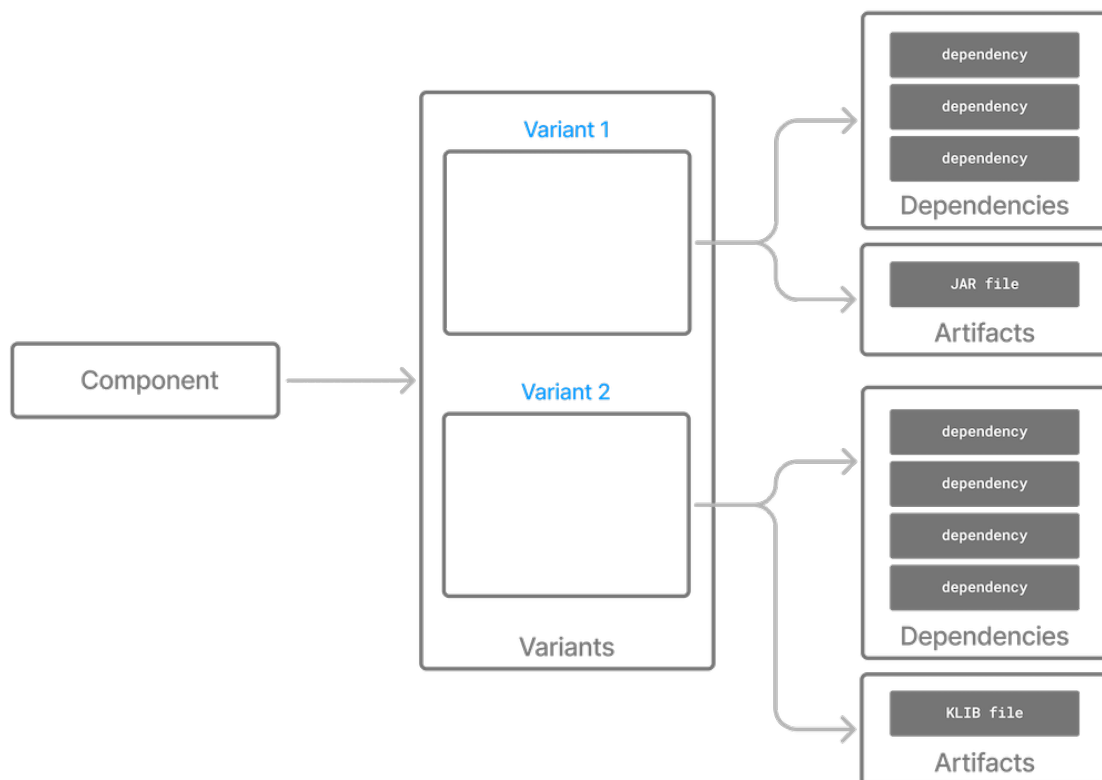 Component
Variant 1
Variant 2
Variants
dependency
dependency
dependency
Dependencies
JAR file
Artifacts
dependency
dependency
dependency
dependency
Dependencies
KLIB file
Artifacts